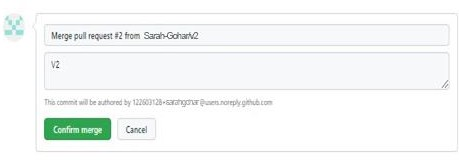 Merge pull request #2 from Sarah-Gohar/v2
V2
This commit will be authored by 122603128+sarahgohar@users.noreply.github.com
Confirm merge
Cancel